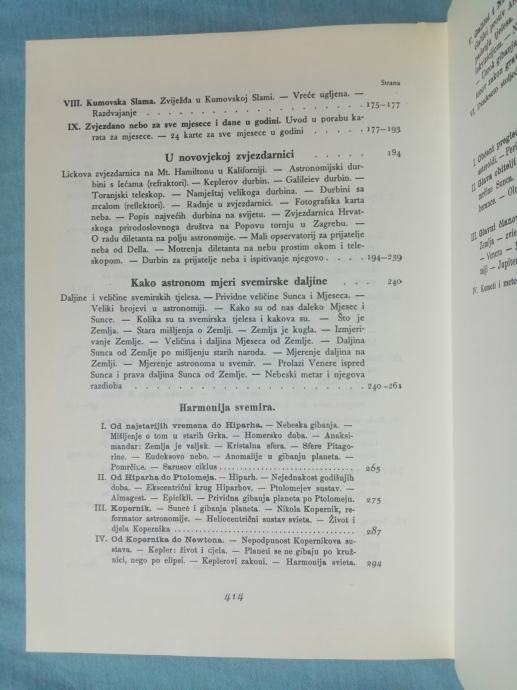 Strana
VIII. Kumovska Slama. Zviježđa u Kumovskoj Slami. — Vreće ugljena. —
Razdvajanje . . . . . . . . . . . . . . . . . 175—177
IX. Zvjezdano nebo za sve mjesece i dane u godini. Uvod u porabu ka-
rata za mjesece. — 24 karte za sve mjesece u godini . . . . . 177—193
U novovjekoj zvjezdarnici . . . . . 194
Lickova zvjezdarnica na Mt. Hamiltonu u Kaliforniji. — Astronomijski dur-
bini s lećama (refraktori). — Keplerov durbin. — Galileiev durbin. —
Toranjski teleskop. — Namještaj velikoga durbina. — Durbini sa
zrcalom (reflektori). — Radnje u zvjezdarnici. — Fotografska karta
neba. — Popis najvećih durbina na svijetu. — Zvjezdarnica Hrvat-
skoga prirodoslovnoga društva na Popovu tornju u Zagrebu. —
O radu diletanta na polju astronomije. — Mali opservatorij za prijatelje
neba od Della. — Motrenja diletanta na nebu prostim okom i tele-
skopom. — Durbin za prijatelje neba i ispitivanje njegovo . . 194—239
Kako astronom mjeri svemirske daljine . . . 240
Daljine i veličine svemirskih tjelesa. — Prividne veličine Sunca i Mjeseca. —
Veliki brojevi u astronomiji. — Kako su od nas daleko Mjesec i
Sunce. — Kolika su ta svemirska tjelesa i kakova su. — Što je
Zemlja. — Stara mišljenja o Zemlji. — Zemlja je kugla. — Izmjeri-
vanje Zemlje. — Veličina i daljina Mjeseca od Zemlje. — Daljina
Sunca od Zemlje po mišljenju starih naroda. — Mjerenje daljina na
Zemlji. — Mjerenje astronoma u svemir. — Prolazi Venere ispred
Sunca i prava daljina Sunca od Zemlje. — Nebeski metar i njegova
razdioba . . . . . . . . . . . . . . . . . 240—261
Harmonija svemira.
I. Od najstarijih vremena do Hiparha. — Nebeska gibanja. —
Mišljenje o tom u starih Grka. — Homersko doba. — Anaksi-
mandar: Zemlja je valjak. — Kristalna sfera. — Sfere Pitago-
rine. — Eudoksovo nebo. — Anomalije u gibanju planeta. —
Pomrčine. — Sarusov ciklus . . . . . . . . . . . . . . . . . 265
II. Od Hiparha do Ptolomeja. — Hiparh. — Nejednakost godišnjih
doba. — Ekscentrični krug Hiparhov. — Ptolomejev sustav. —
Almagest. — Epicikli. — Prividna gibanja planeta po Ptolomeju. 275
III. Kopernik. — Sunce i gibanja planeta. — Nikola Kopernik, re-
formator astronomije. — Heliocentrični sustav svieta. — Život i
djela Kopernika . . . . . . . . . . . . . . . . . 287
IV. Od Kopernika do Newtona. — Nepodpunost Kopernikova su-
stava. — Kepler: život i djela. — Planeti se ne gibaju po kruž-
nici, nego po elipsi. — Keplerovi zakoni. — Harmonija svieta. 294
414